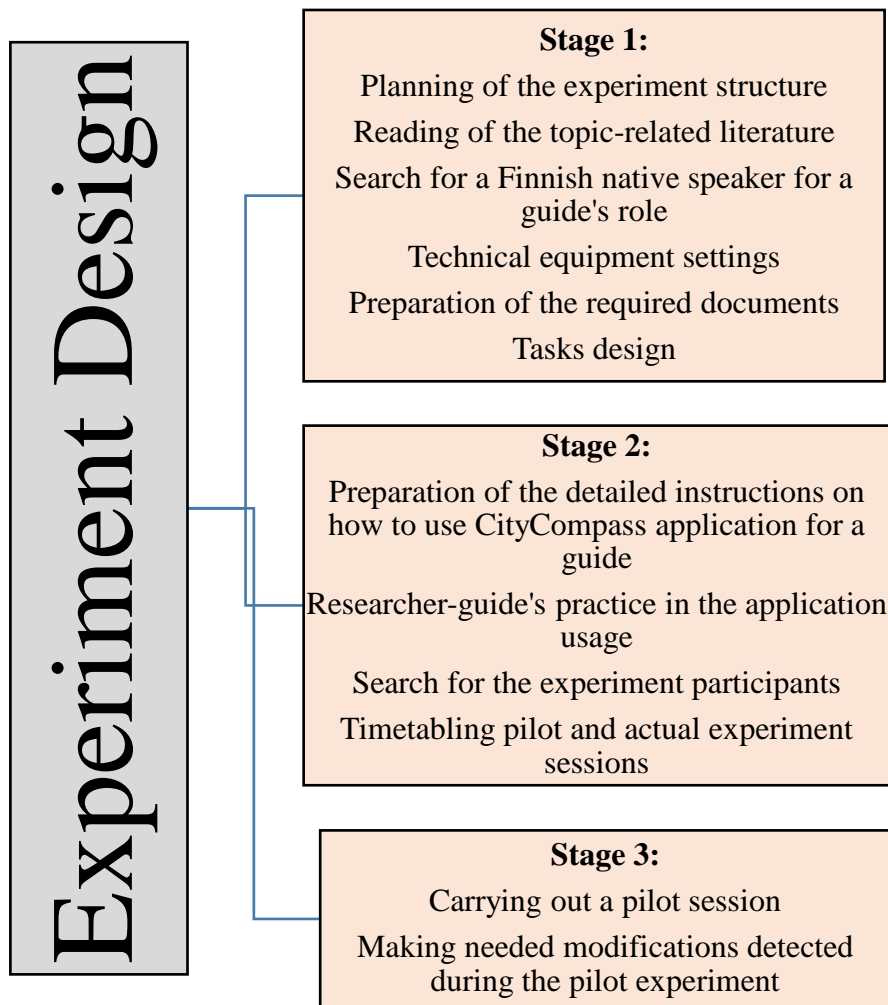 Experiment Design
Stage 1:
Planning of the experiment structure
Reading of the topic-related literature
Search for a Finnish native speaker for a
guide's role
Technical equipment settings
Preparation of the required documents
Tasks design
Stage 2:
Preparation of the detailed instructions on
how to use CityCompass application for a
guide
Researcher-guide's practice in the application
usage
Search for the experiment participants
Timetabling pilot and actual experiment
sessions
Stage 3:
Carrying out a pilot session
Making needed modifications detected
during the pilot experiment